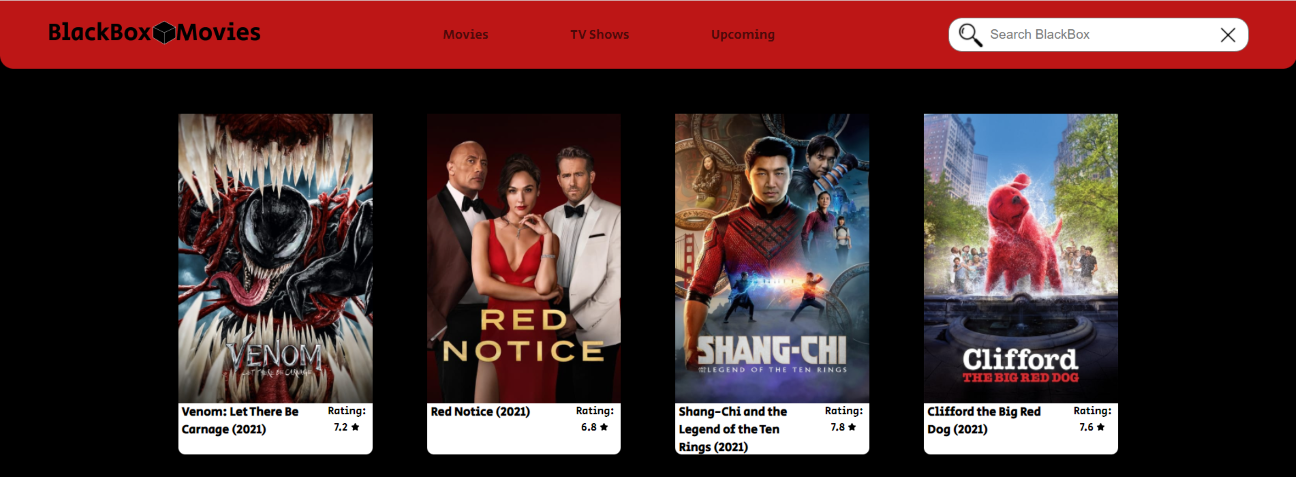 BlackBox Movies
Movies
TV Shows
Upcoming
Search BlackBox
VENOM
LET THERE BE CARNAGE
RED
NOTICE
SHANG-CHI
AND THE LEGEND OF THE TEN RINGS
Clifford
THE BIG RED DOG
Venom: Let There Be
Carnage (2021)
Rating:
7.2 ★
Red Notice (2021)
Rating:
6.8 ★
Shang-Chi and the
Legend of the Ten
Rings (2021)
Rating:
7.8 ★
Clifford the Big Red
Dog (2021)
Rating:
7.6 ★